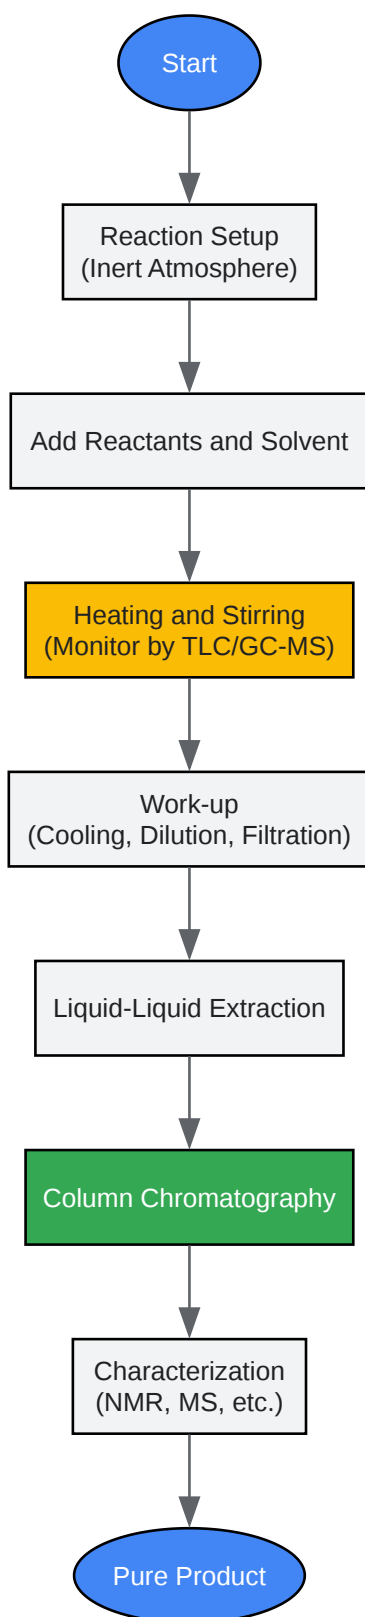 Start
Reaction Setup
(Inert Atmosphere)
Add Reactants and Solvent
Heating and Stirring
(Monitor by TLC/GC-MS)
Work-up
(Cooling, Dilution, Filtration)
Liquid-Liquid Extraction
Column Chromatography
Characterization
(NMR, MS, etc.)
Pure Product